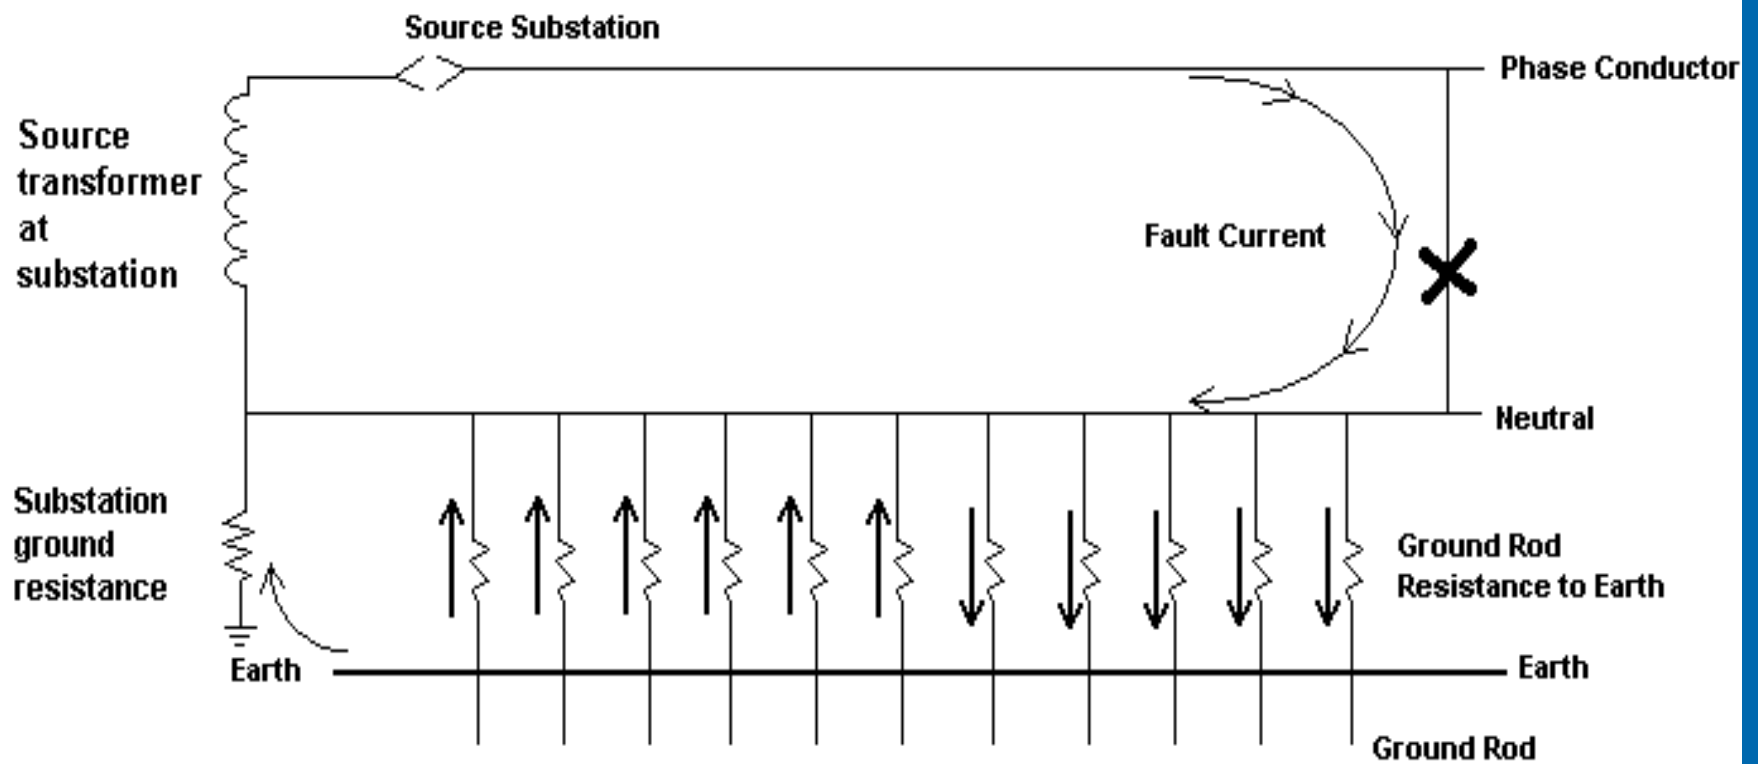 Source Substation
Phase Conductor
Source
transformer
at
substation
Fault Current
Neutral
Substation
ground
resistance
Ground Rod
Resistance to Earth
Earth
Earth
Ground Rod